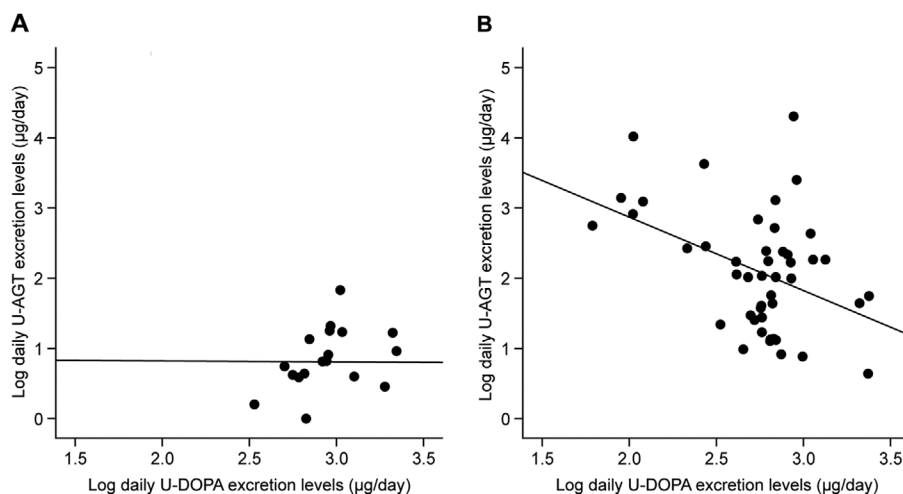 A
Log daily U-AGT excretion levels (µg/day)
5
4
3
2
1
0
1.5 2.0 2.5 3.0 3.5
Log daily U-DOPA excretion levels (µg/day)
B
Log daily U-AGT excretion levels (µg/day)
5
4
3
2
1
0
1.5 2.0 2.5 3.0 3.5
Log daily U-DOPA excretion levels (µg/day)